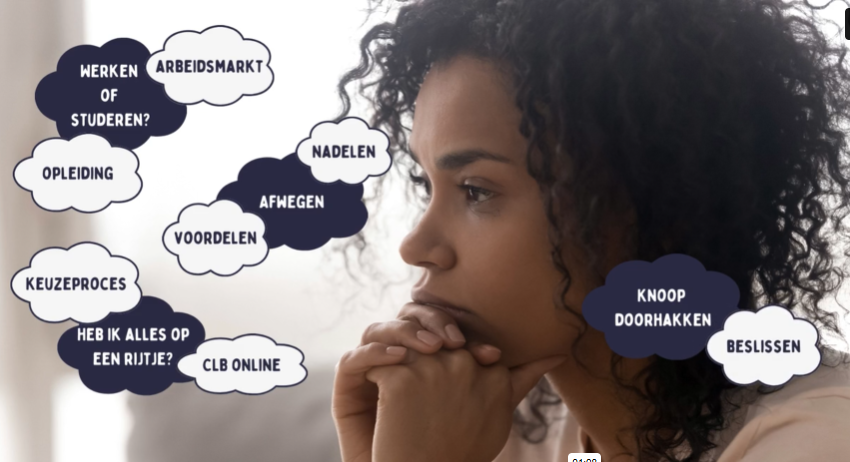 WERKEN
OF
STUDEREN?
ARBEIDSMARKT
OPLEIDING
NADELEN
AFWEGEN
VOORDELEN
KEUZEPROCES
HEB IK ALLES OP
EEN RIJTJE?
CLB ONLINE
KNOOP
DOORHAKKEN
BESLISSEN